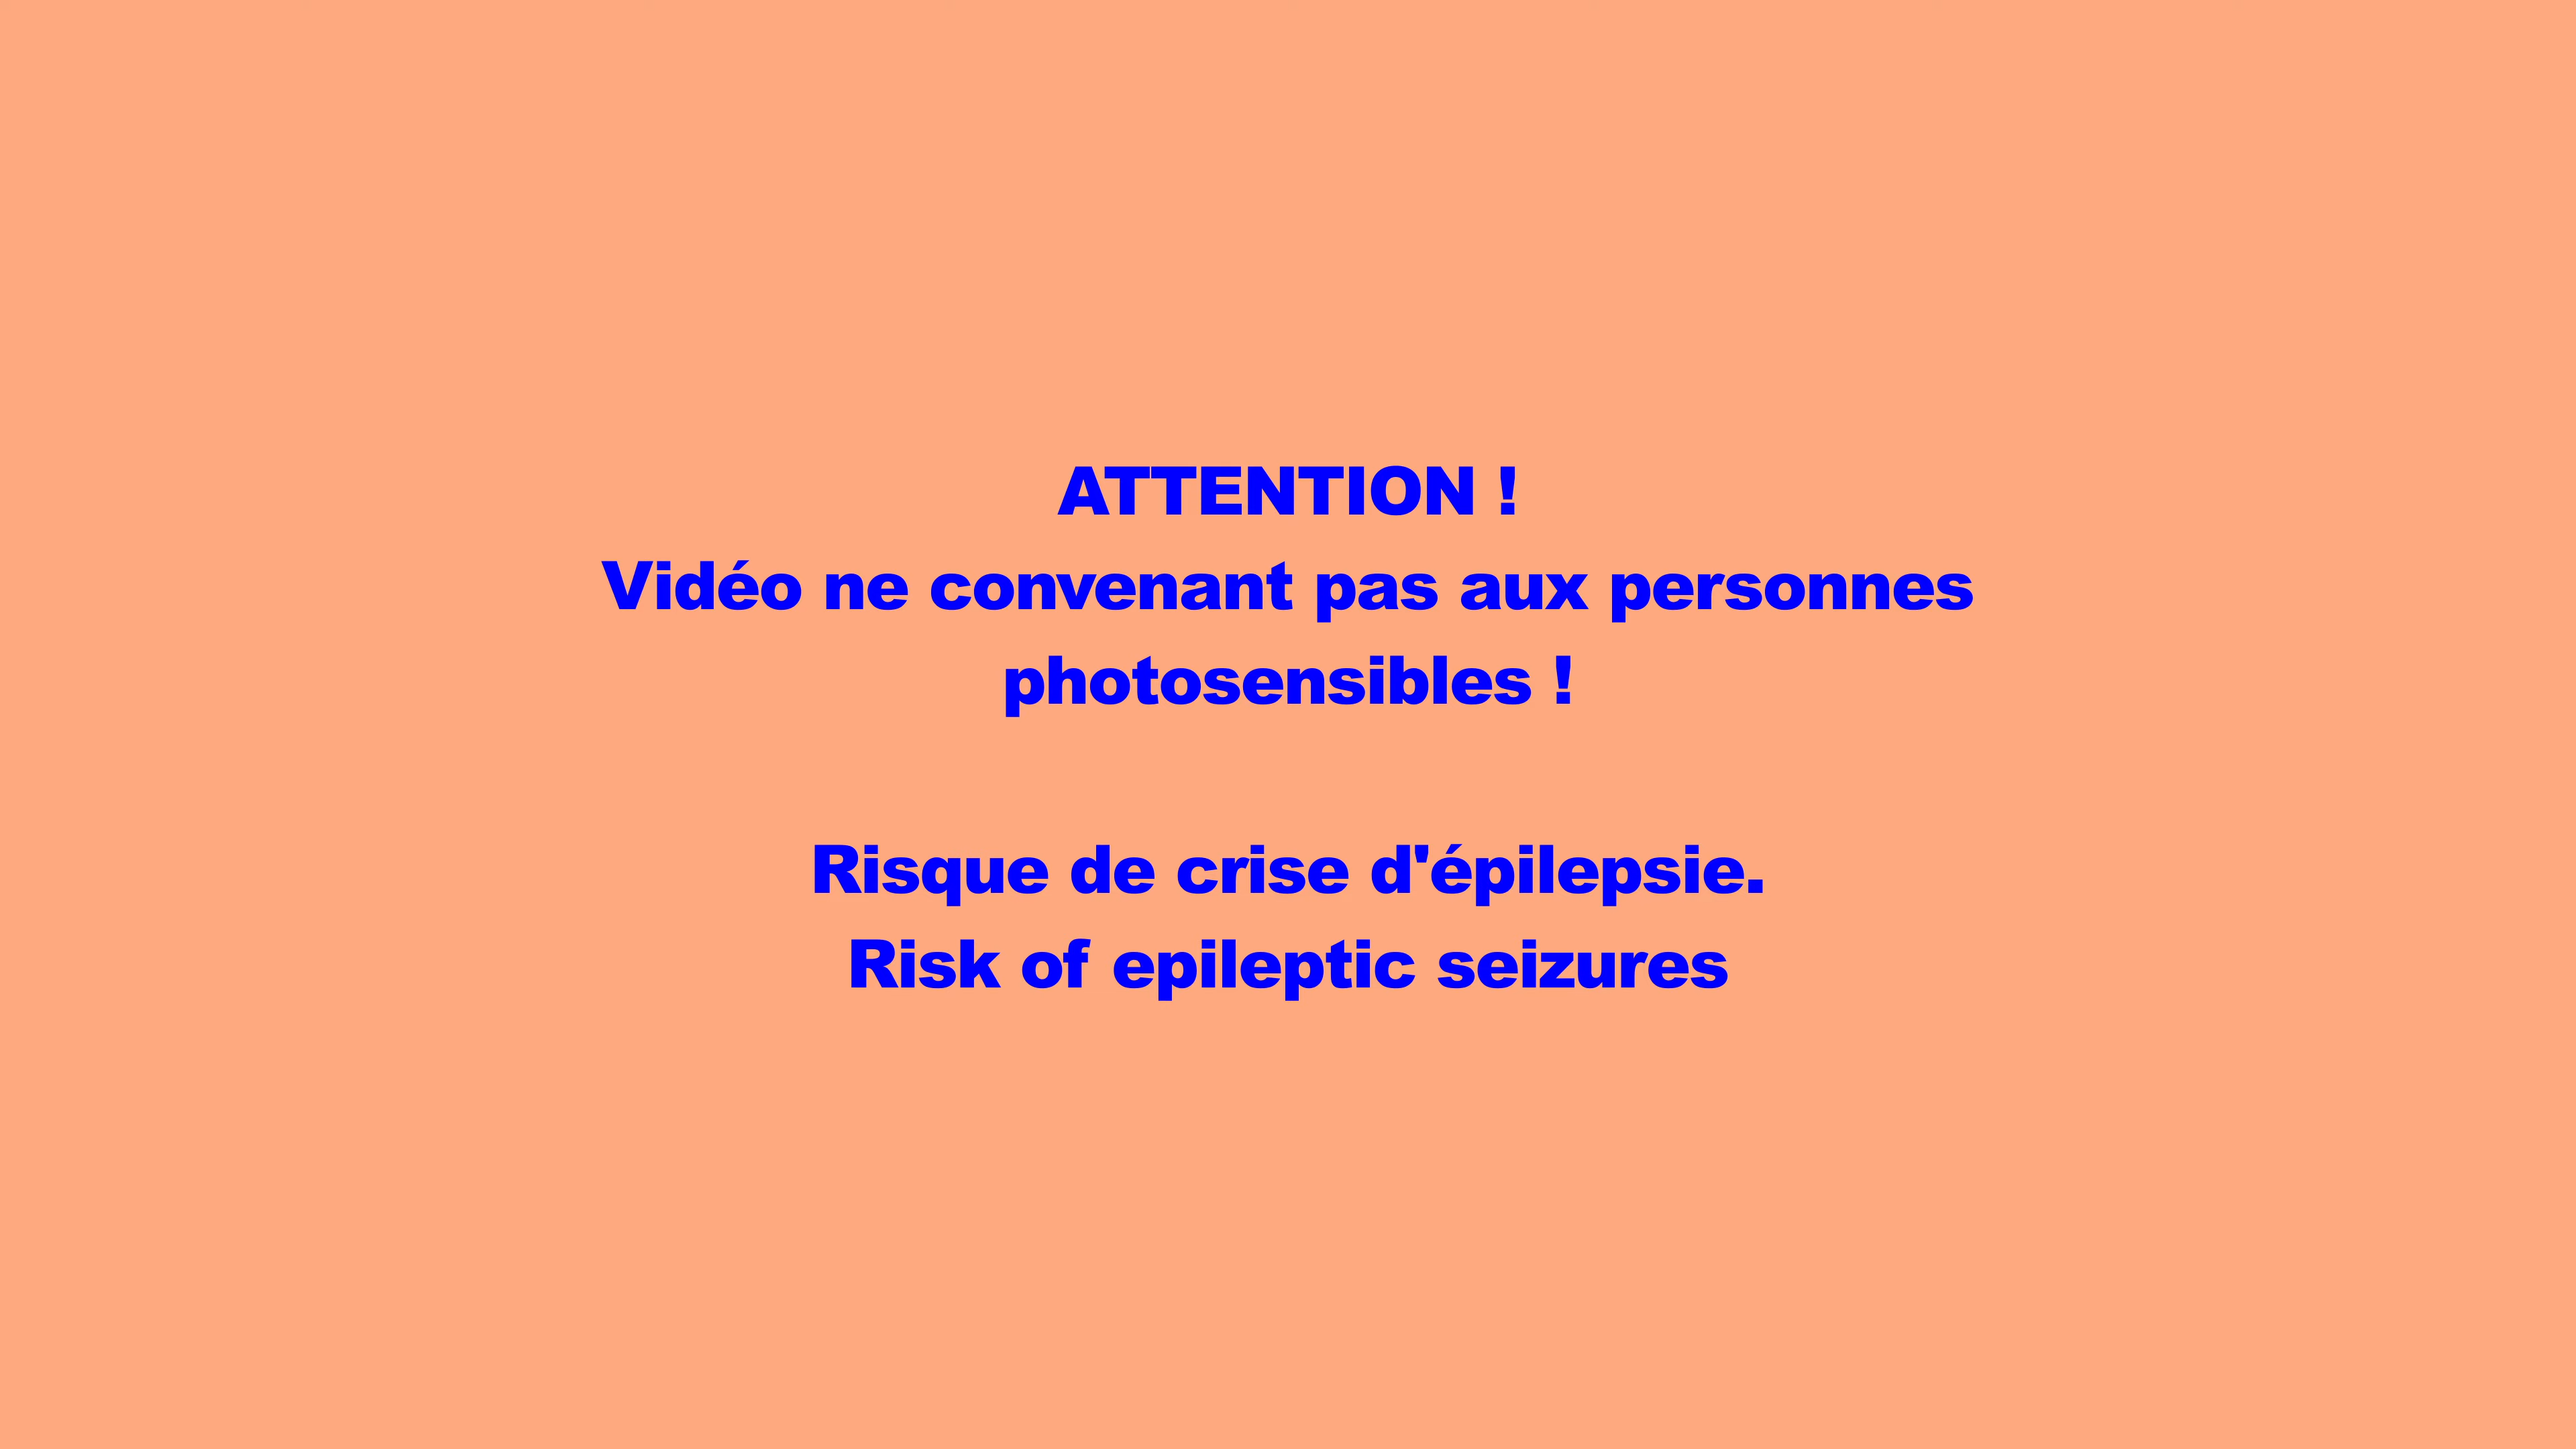 ATTENTION !
Vidéo ne convenant pas aux personnes
photosensibles !
Risque de crise d'épilepsie.
Risk of epileptic seizures